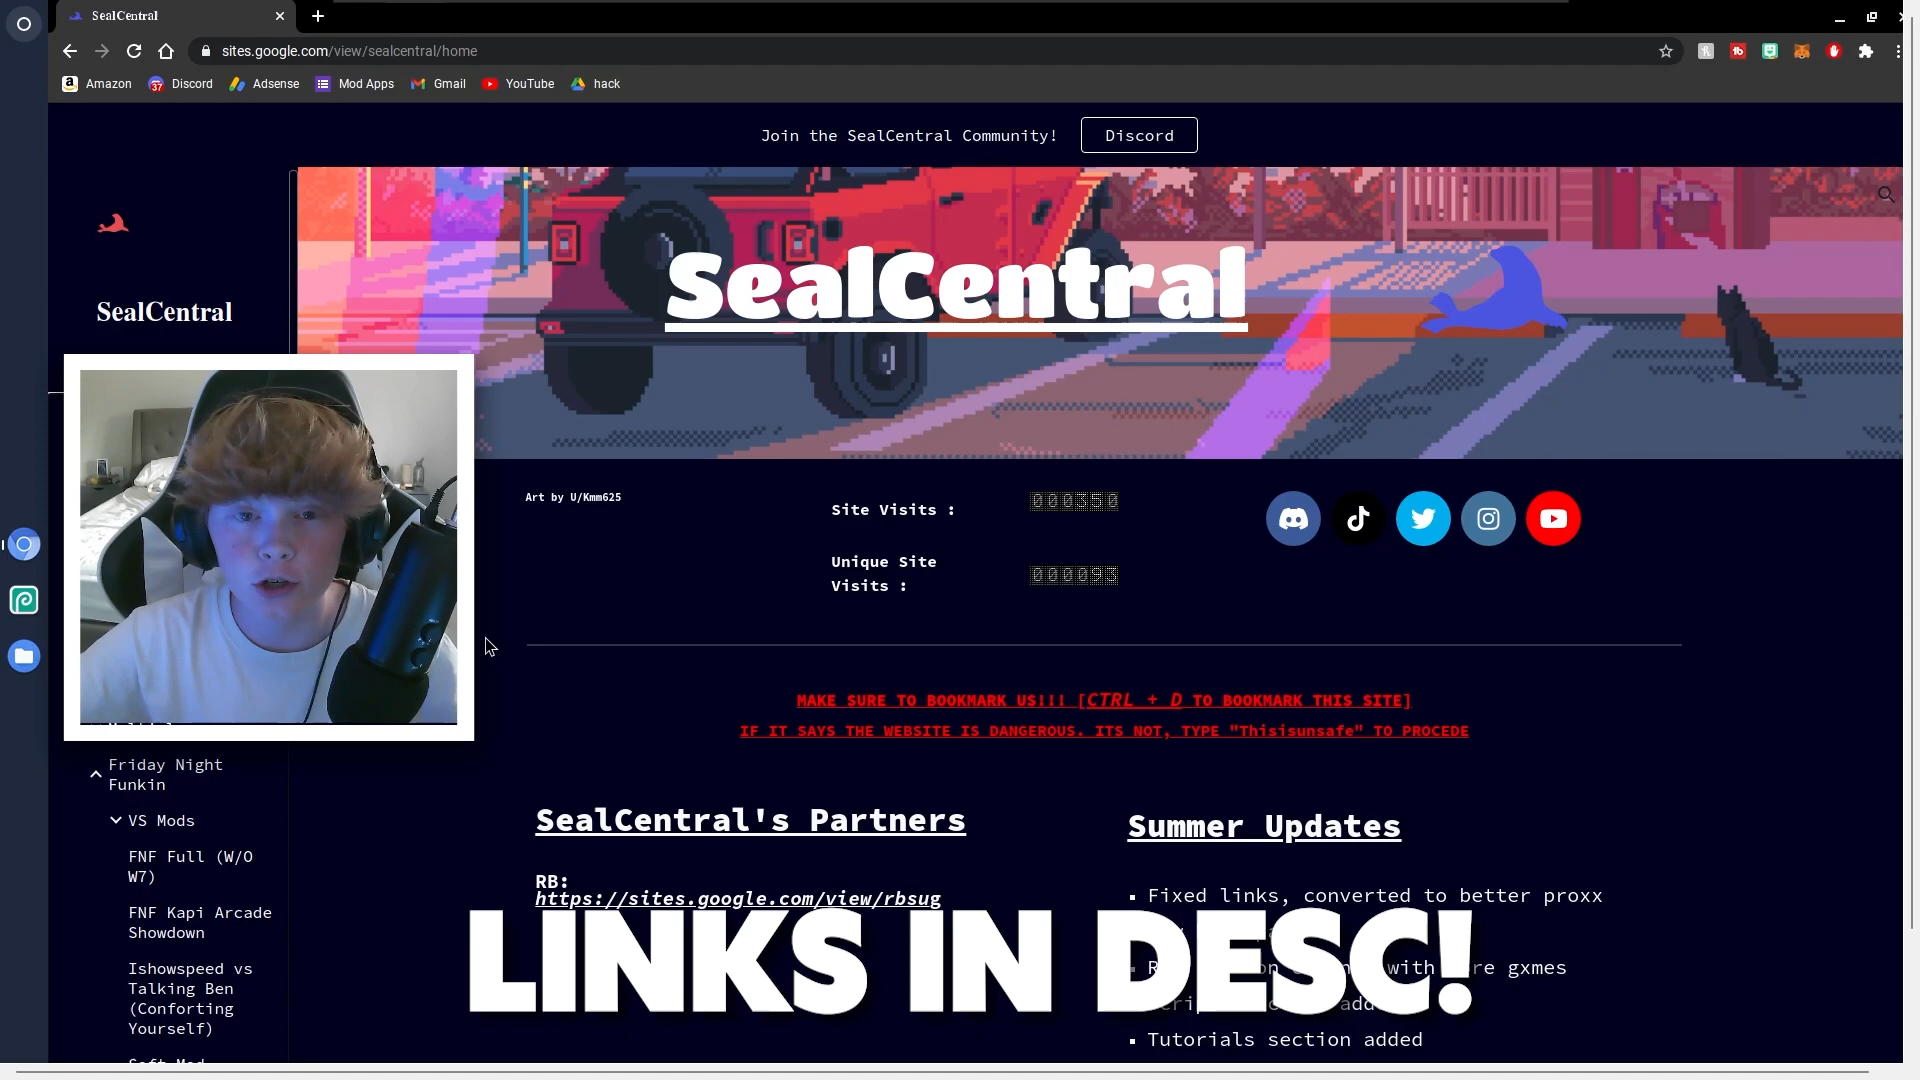 SealCentral
sites.google.com/view/sealcentral/home
Amazon
37
Discord
Adsense
Mod Apps
Gmail
YouTube
hack
Join the SealCentral Community!
Discord
SealCentral
SealCentral
Art by U/Kmm625
Site Visits :
000350
Unique Site
Visits :
000093
MAKE SURE TO BOOKMARK US!!! [CTRL + D TO BOOKMARK THIS SITE]
IF IT SAYS THE WEBSITE IS DANGEROUS. ITS NOT, TYPE "Thisisunsafe" TO PROCEDE
Friday Night
Funkin
VS Mods
FNF Full (W/O
W7)
FNF Kapi Arcade
Showdown
Ishowspeed vs
Talking Ben
(Conforting
Yourself)
SealCentral's Partners
RB:
https://sites.google.com/view/rbsug
Summer Updates
Fixed links, converted to better proxx
with
gxmes
Tutorials section added
LINKS IN DESC!